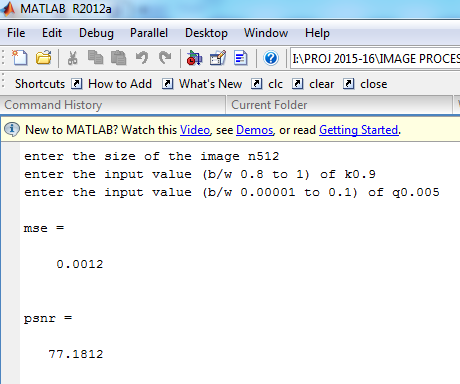 MATLAB R2012a
File Edit Debug Parallel Desktop Window Help
I:\PROJ 2015-16\IMAGE PROCES
Shortcuts How to Add What's New clc clear close
Command History Current Folder
New to MATLAB? Watch this Video, see Demos, or read Getting Started.
enter the size of the image n512
enter the input value (b/w 0.8 to 1) of k0.9
enter the input value (b/w 0.00001 to 0.1) of q0.005
mse =
0.0012
psnr =
77.1812